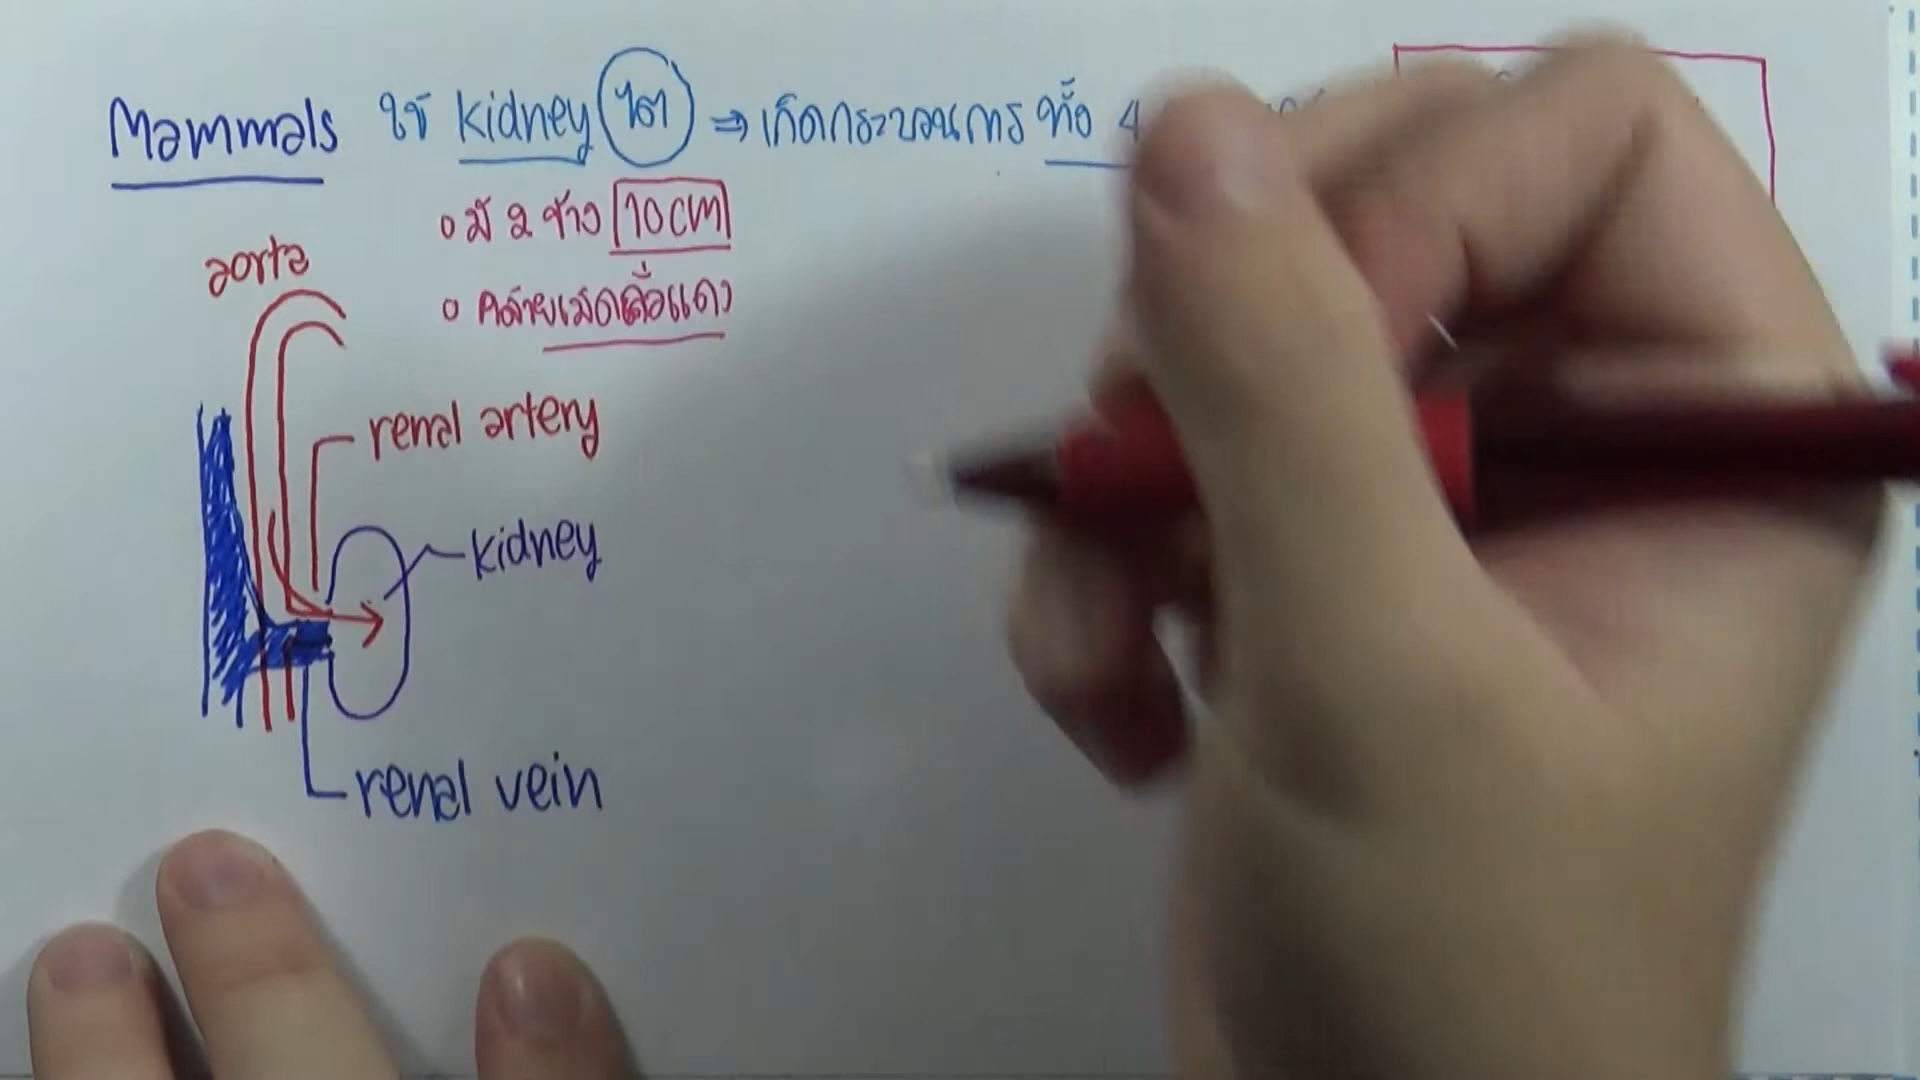 Mammals ใช้ kidney ไต ⇒ เกิดกระบวนการ ทั้ง 4
o มี 2 ข้าง 10 cm
o คล้ายเม็ดถั่วแดง
aorta
renal artery
kidney
renal vein